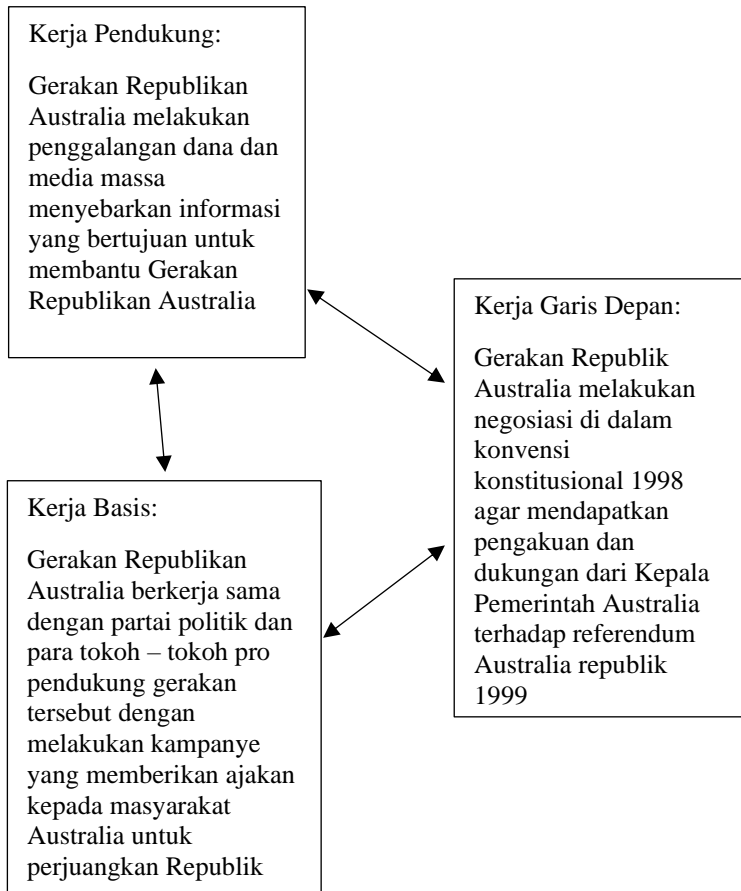 Kerja Pendukung:
Gerakan Republikan
Australia melakukan
penggalangan dana dan
media massa
menyebarkan informasi
yang bertujuan untuk
membantu Gerakan
Republikan Australia
Kerja Garis Depan:
Gerakan Republik
Australia melakukan
negosiasi di dalam
konvensi
konstitusional 1998
agar mendapatkan
pengakuan dan
dukungan dari Kepala
Pemerintah Australia
terhadap referendum
Australia republik
1999
Kerja Basis:
Gerakan Republikan
Australia berkerja sama
dengan partai politik dan
para tokoh – tokoh pro
pendukung gerakan
tersebut dengan
melakukan kampanye
yang memberikan ajakan
kepada masyarakat
Australia untuk
perjuangkan Republik